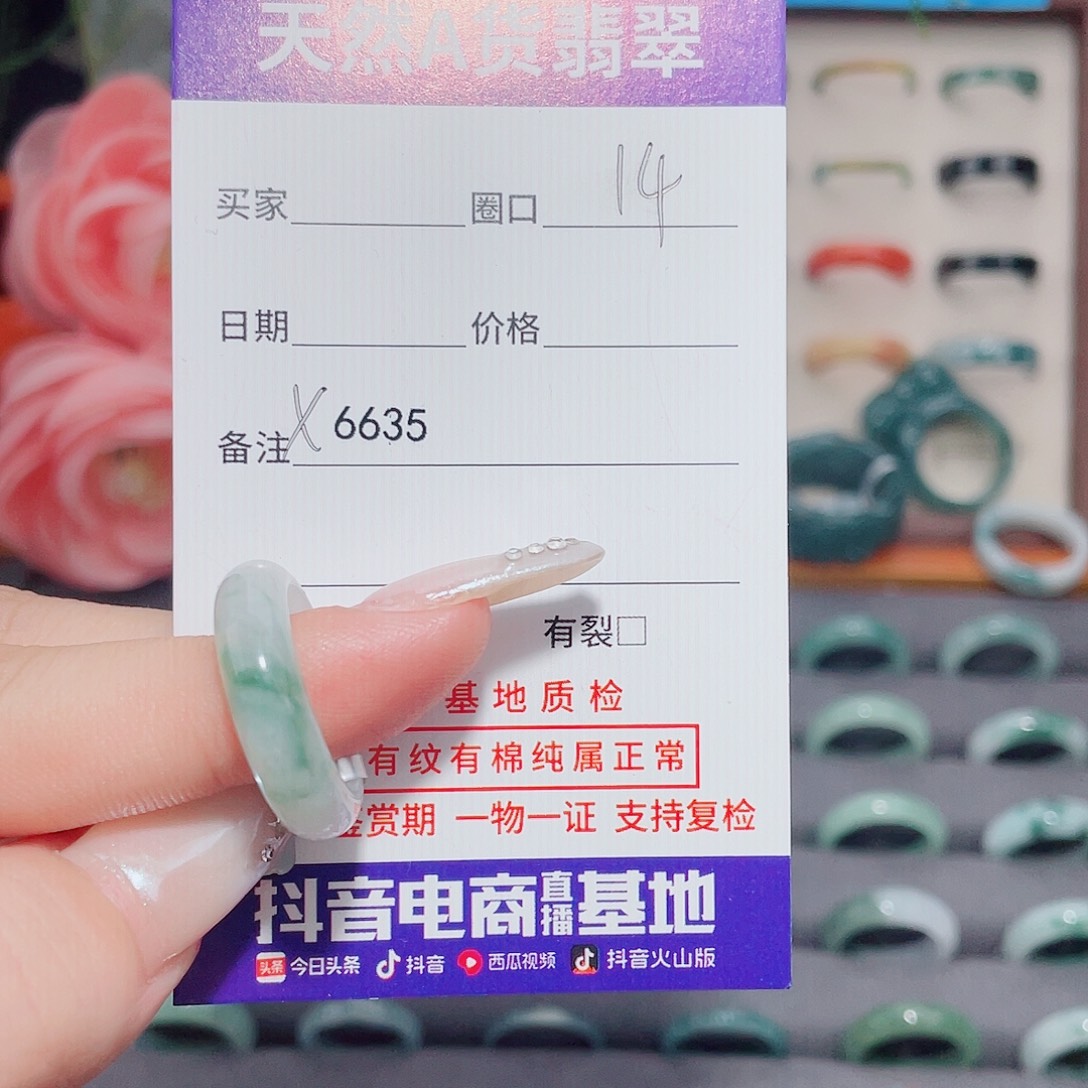 天然A货翡翠
买家 圈口 14
日期 价格
备注 X 6635
有裂□
基地质检
有纹有棉纯属正常
鉴赏期 一物一证 支持复检
抖音电商直播基地
头条 今日头条 抖音 西瓜视频 抖音火山版